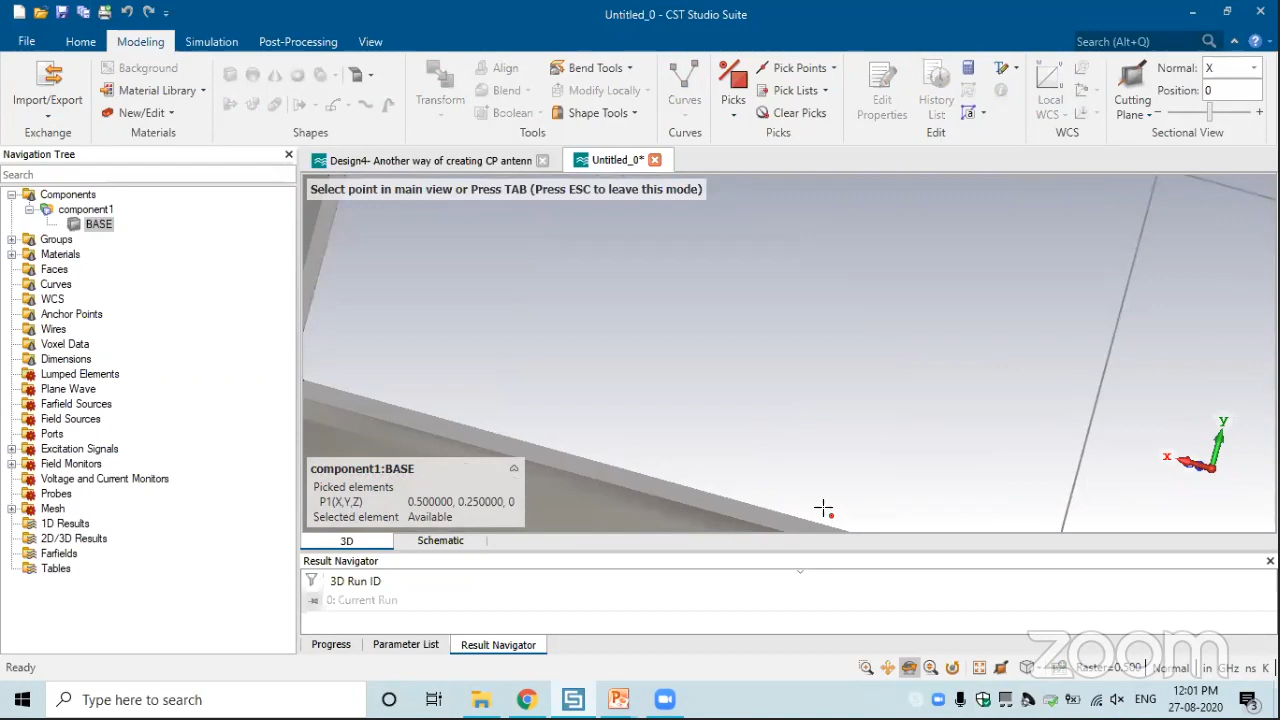 Untitled_0 - CST Studio Suite
File Home Modeling Simulation Post-Processing View Search (Alt+Q)
Background Align Bend Tools Pick Points Normal: X
Import/Export Material Library Transform Blend Modify Loally Curves Picks Pick Lists Edit Properties History List Local WCS Cutting Plane Position: 0
New/Edit Boolean Shape Tools Clear Picks
Exchange Materials Shapes Tools Curves Picks Edit WCS Sectional View
Navigation Tree
Design4- Another way of creating CP antenn Untitled_0*
Search
Select point in main view or Press TAB (Press ESC to leave this mode)
Components
component1
BASE
Groups
Materials
Faces
Curves
WCS
Anchor Points
Wires
Voxel Data
Dimensions
Lumped Elements
Plane Wave
Farfield Sources
Field Sources
Ports
Excitation Signals
Field Monitors
Voltage and Current Monitors
Probes
Mesh
1D Results
2D/3D Results
Farfields
Tables
y
x
component1:BASE
Picked elements
P1(X,Y,Z) 0.500000, 0.250000, 0
Selected element Available
3D Schematic
Result Navigator
3D Run ID
0: Current Run
Progress Parameter List Result Navigator
zoom
Ready Raster=0.500 Normal in GHz ns K
Type here to search ENG 12:01 PM
27-08-2020
3